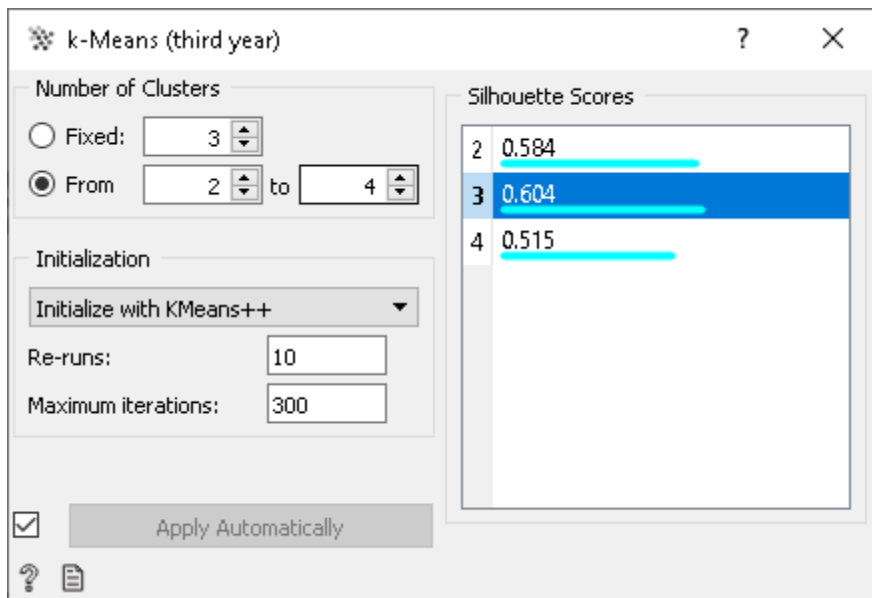 k-Means (third year) ?
Number of Clusters
Fixed: 3
From 2 to 4
Initialization
Initialize with KMeans++
Re-runs: 10
Maximum iterations: 300
Apply Automatically
?
Silhouette Scores
2 0.584
3 0.604
4 0.515